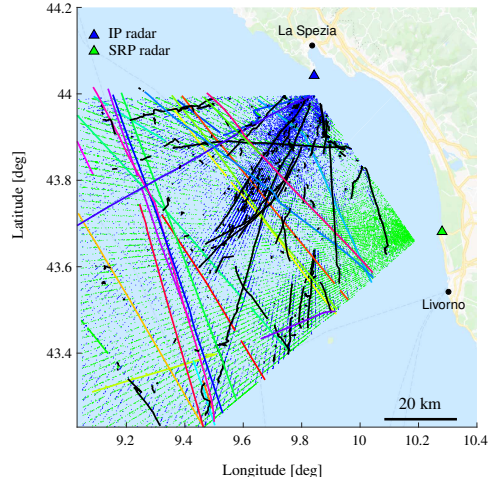 44.2
IP radar
SRP radar
La Spezia
44
43.8
Latitude [deg]
43.6
Livorno
43.4
20 km
9.2
9.4
9.6
9.8
10
10.2
10.4
Longitude [deg]